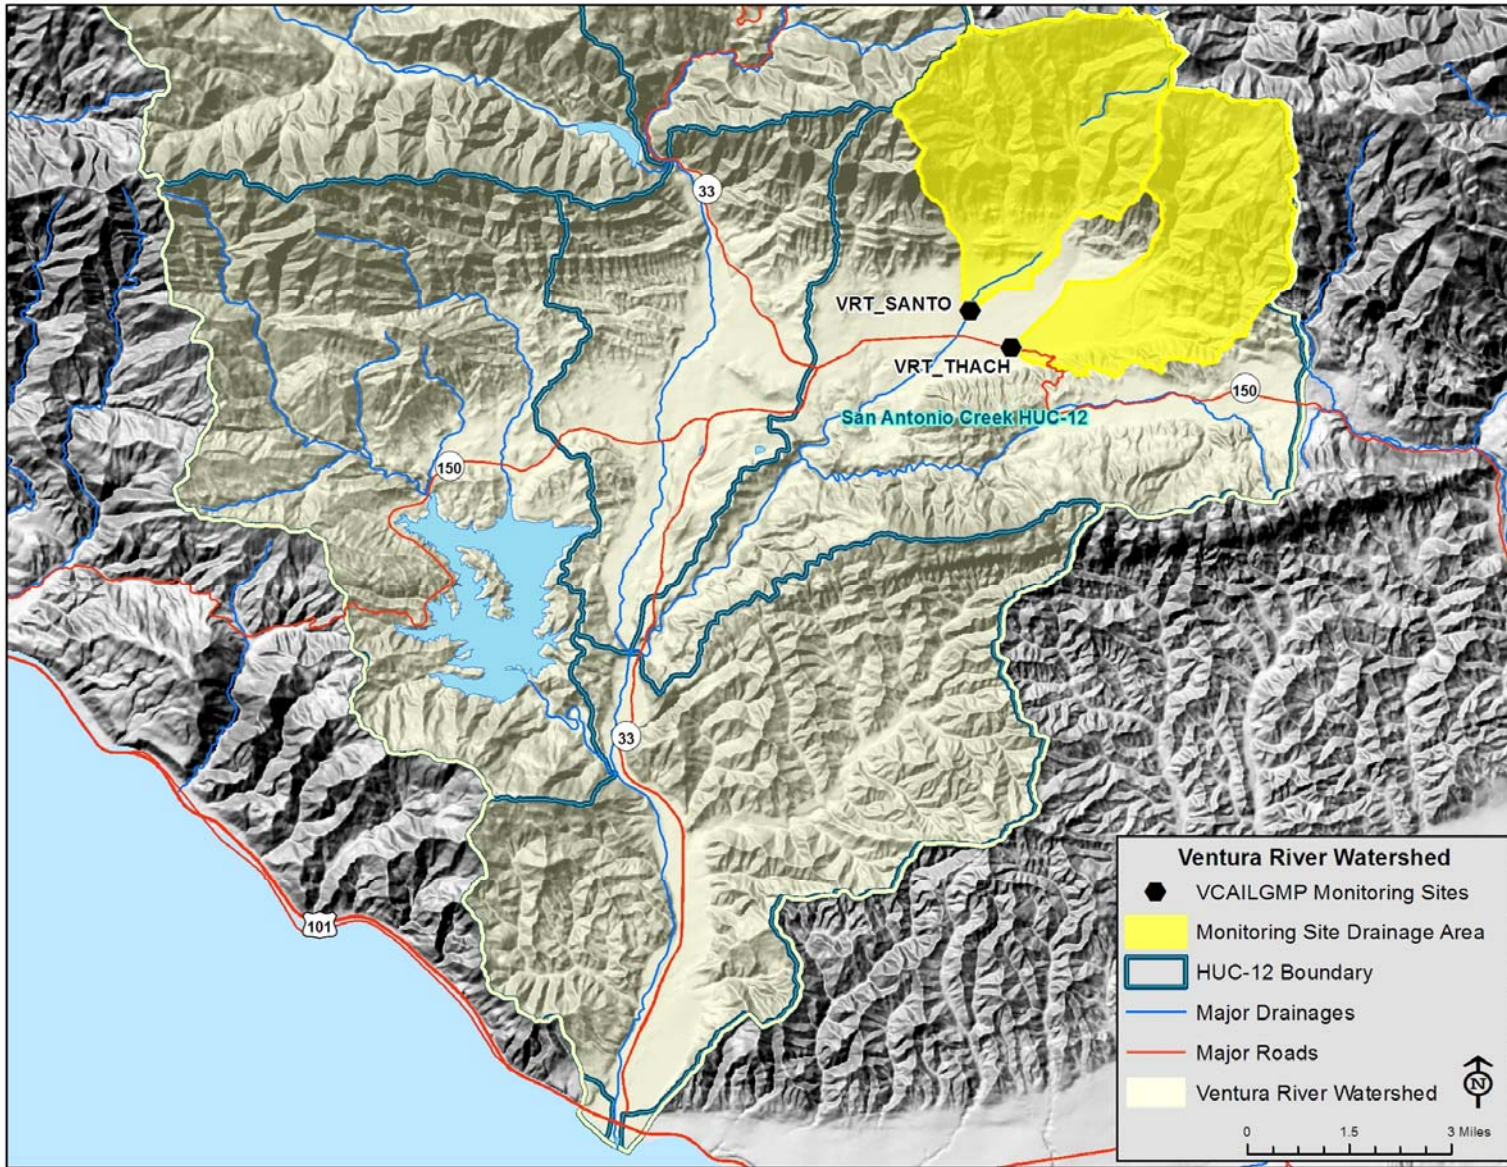 33
VRT_SANTO
VRT_THACH
150
San Antonio Creek HUC-12
150
33
101
Ventura River Watershed
VCAILGMP Monitoring Sites
Monitoring Site Drainage Area
HUC-12 Boundary
Major Drainages
Major Roads
Ventura River Watershed
N
0 1.5 3 Miles